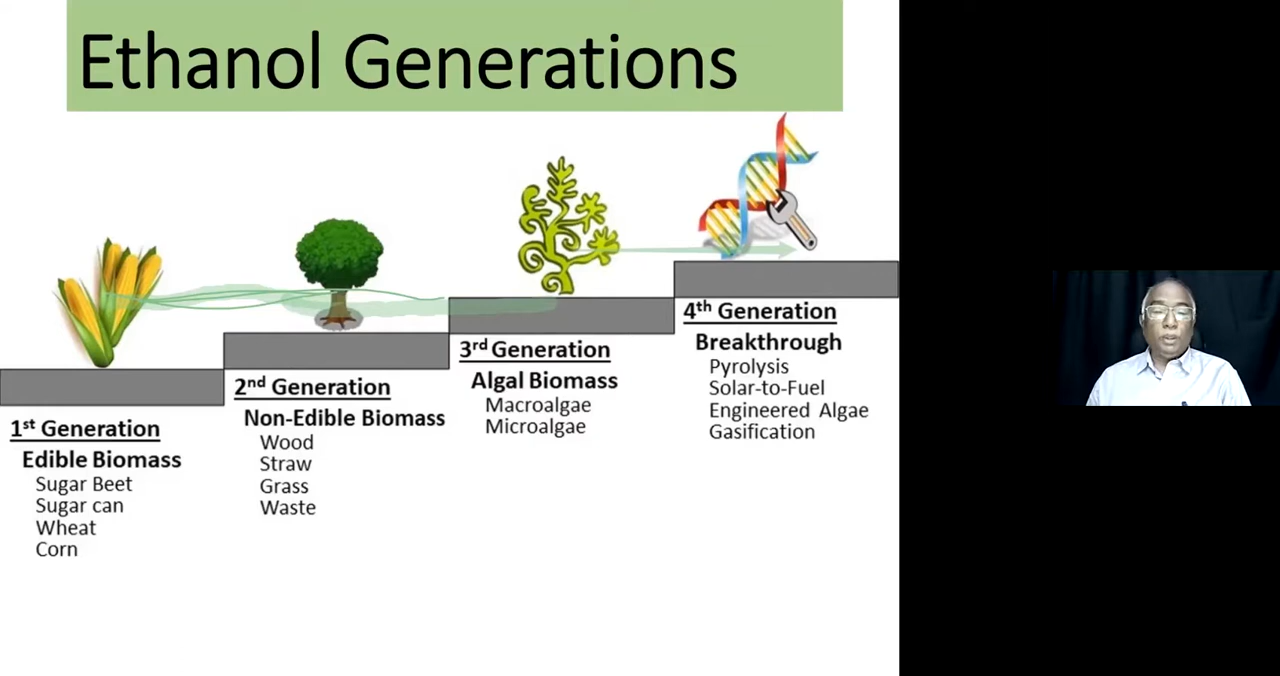 Ethanol Generations
1st Generation
Edible Biomass
Sugar Beet
Sugar can
Wheat
Corn
2nd Generation
Non-Edible Biomass
Wood
Straw
Grass
Waste
3rd Generation
Algal Biomass
Macroalgae
Microalgae
4th Generation
Breakthrough
Pyrolysis
Solar-to-Fuel
Engineered Algae
Gasification